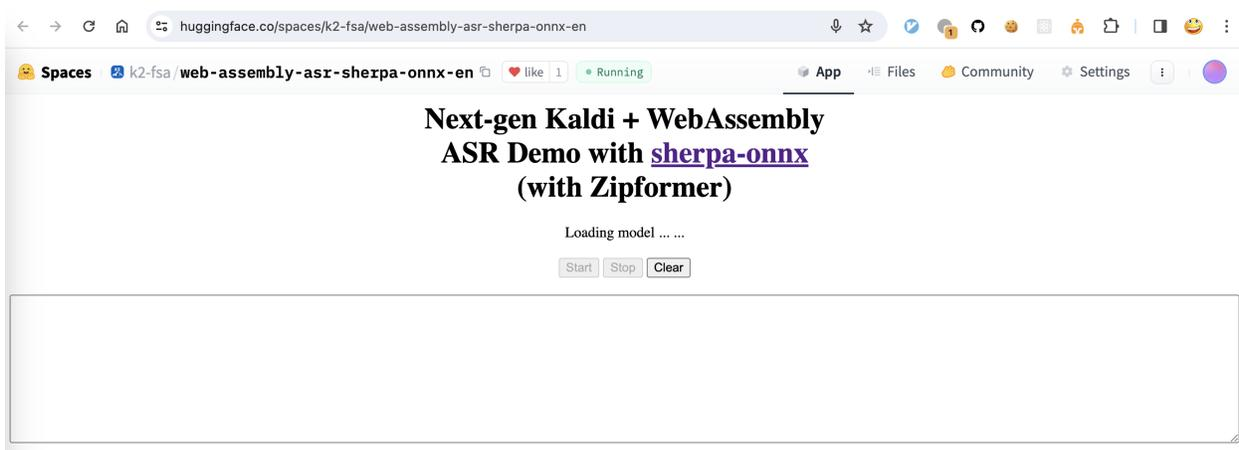 huggingface.co/spaces/k2-fsa/web-assembly-asr-sherpa-onnx-en
1
Spaces k2-fsa/web-assembly-asr-sherpa-onnx-en like 1 Running App Files Community Settings
Next-gen Kaldi + WebAssembly
ASR Demo with sherpa-onnx
(with Zipformer)
Loading model ... ...
Start Stop Clear